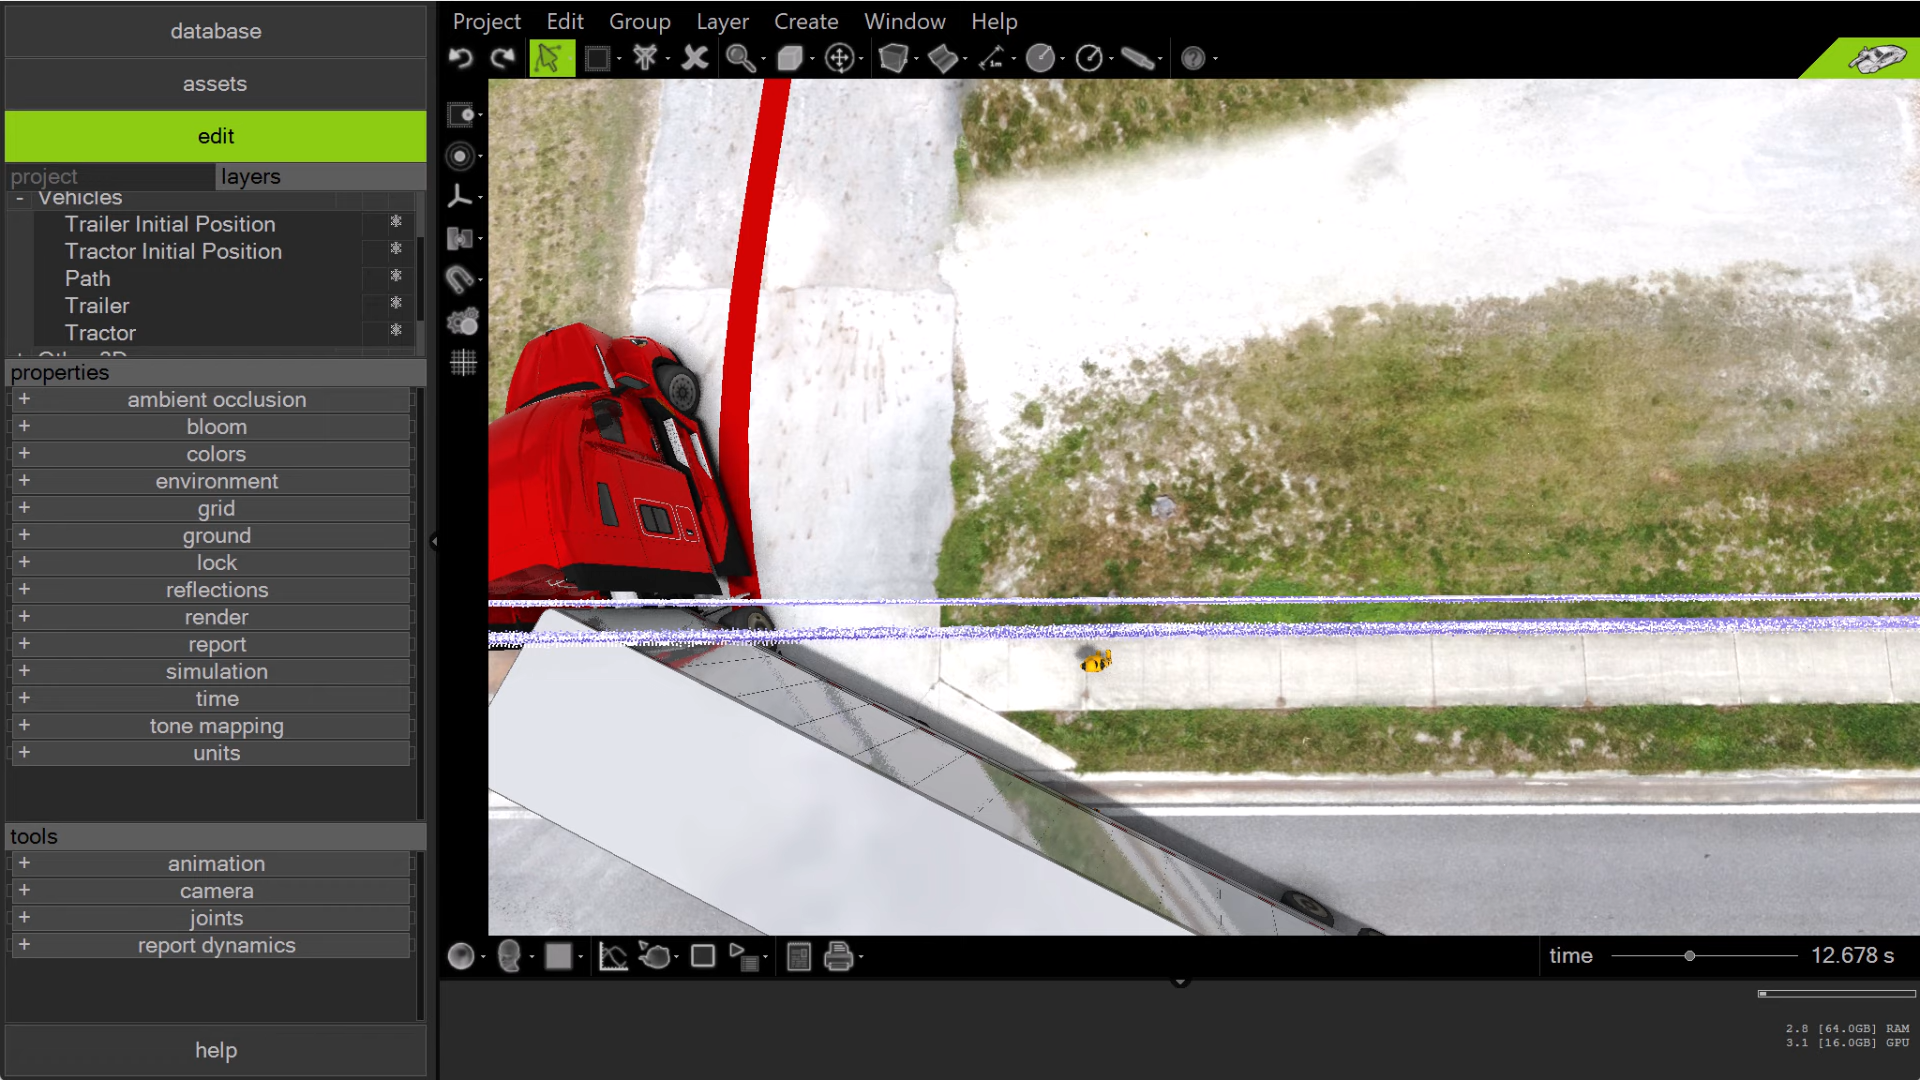 database
assets
edit
project layers
- Vehicles
Trailer Initial Position
Tractor Initial Position
Path
Trailer
Tractor
properties
+ ambient occlusion
+ bloom
+ colors
+ environment
+ grid
+ ground
+ lock
+ reflections
+ render
+ report
+ simulation
+ time
+ tone mapping
+ units
tools
+ animation
+ camera
+ joints
+ report dynamics
help
Project Edit Group Layer Create Window Help
1m
?
time 12.678 s
2.8 [64.0GB] RAM
3.1 [16.0GB] GPU